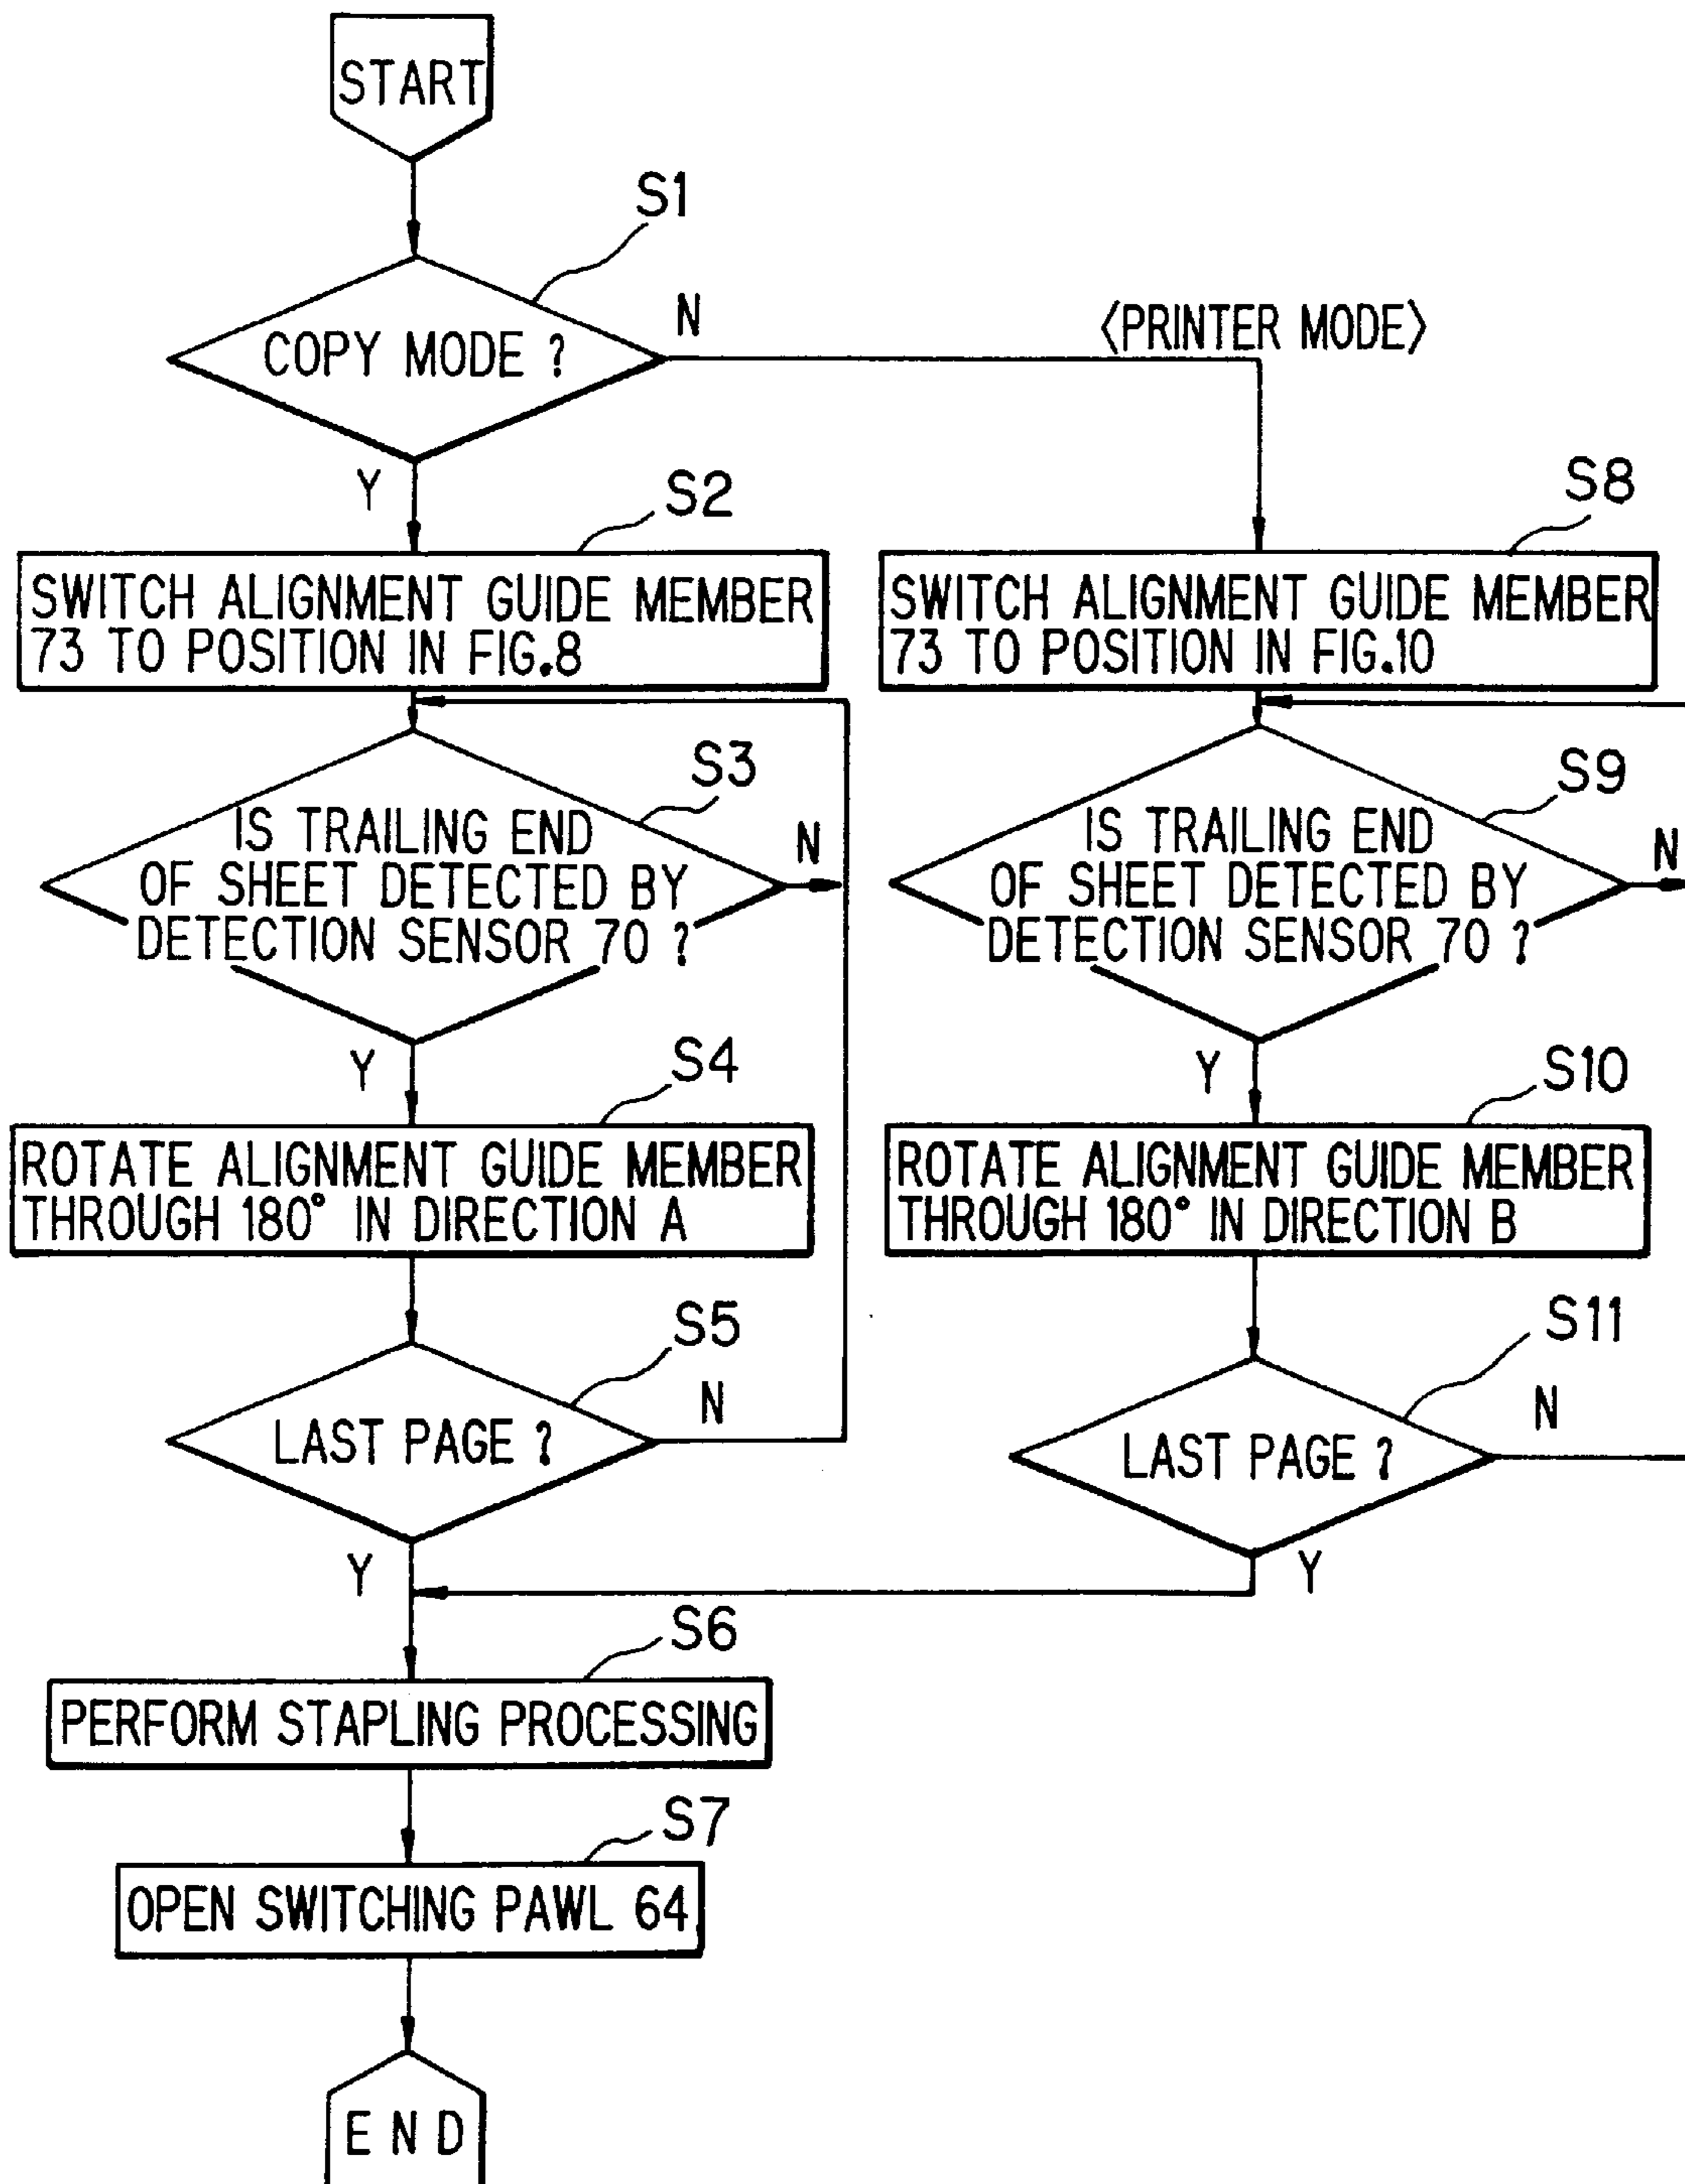 START
S1
COPY MODE ?
N
<PRINTER MODE>
Y
S2
SWITCH ALIGNMENT GUIDE MEMBER
73 TO POSITION IN FIG.8
S8
SWITCH ALIGNMENT GUIDE MEMBER
73 TO POSITION IN FIG.10
S3
IS TRAILING END
OF SHEET DETECTED BY
DETECTION SENSOR 70 ?
N
Y
S9
IS TRAILING END
OF SHEET DETECTED BY
DETECTION SENSOR 70 ?
N
Y
S4
ROTATE ALIGNMENT GUIDE MEMBER
THROUGH 180° IN DIRECTION A
S10
ROTATE ALIGNMENT GUIDE MEMBER
THROUGH 180° IN DIRECTION B
S5
LAST PAGE ?
N
Y
S11
LAST PAGE ?
N
Y
S6
PERFORM STAPLING PROCESSING
S7
OPEN SWITCHING PAWL 64
END